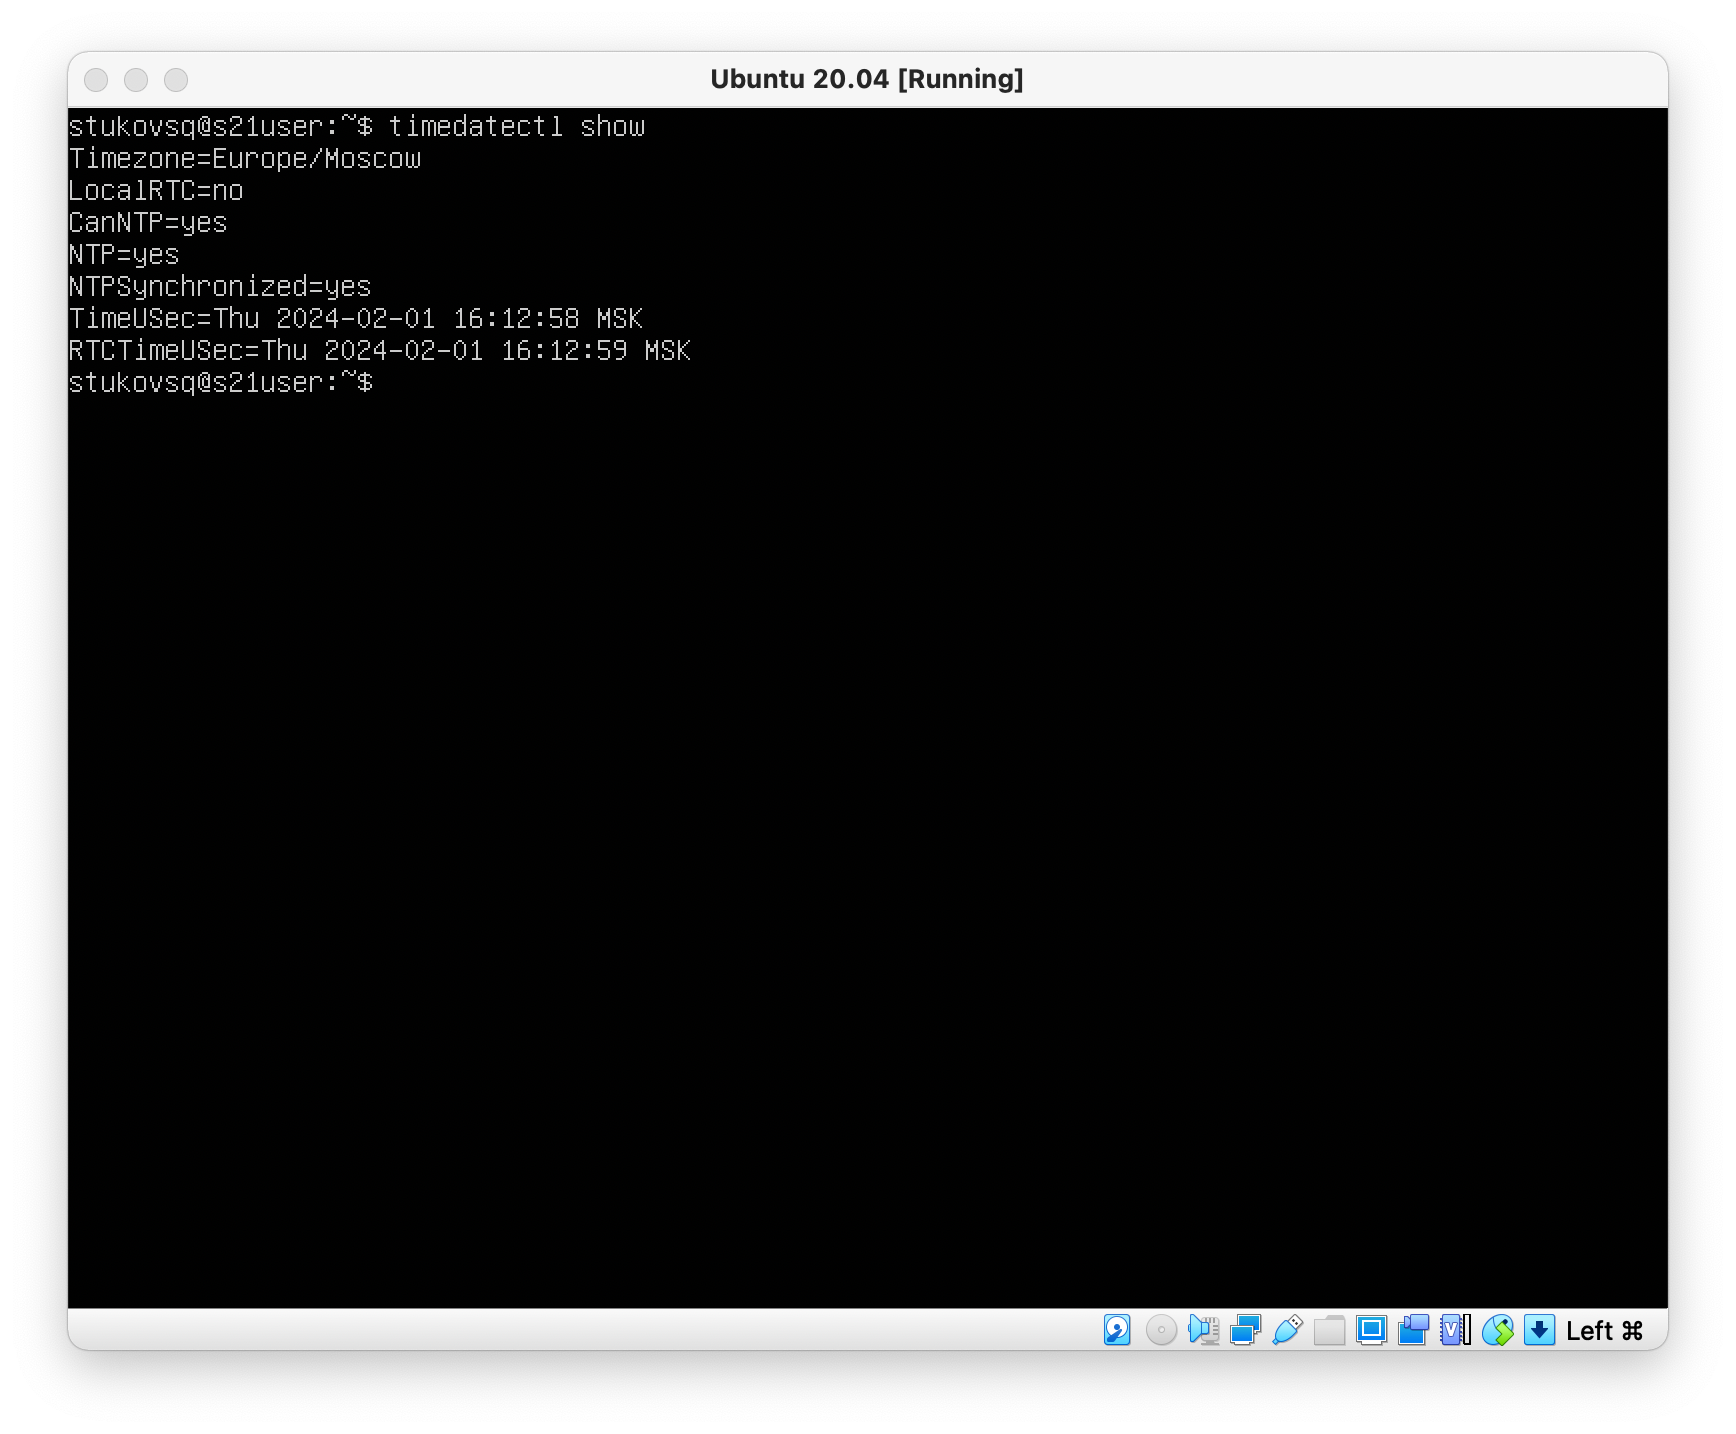 Ubuntu 20.04 [Running]
stukovsq@s21user:~$ timedatectl show
Timezone=Europe/Moscow
LocalRTC=no
CanNTP=yes
NTP=yes
NTPSynchronized=yes
TimeUSec=Thu 2024-02-01 16:12:58 MSK
RTCTimeUSec=Thu 2024-02-01 16:12:59 MSK
stukovsq@s21user:~$
Left ⌘